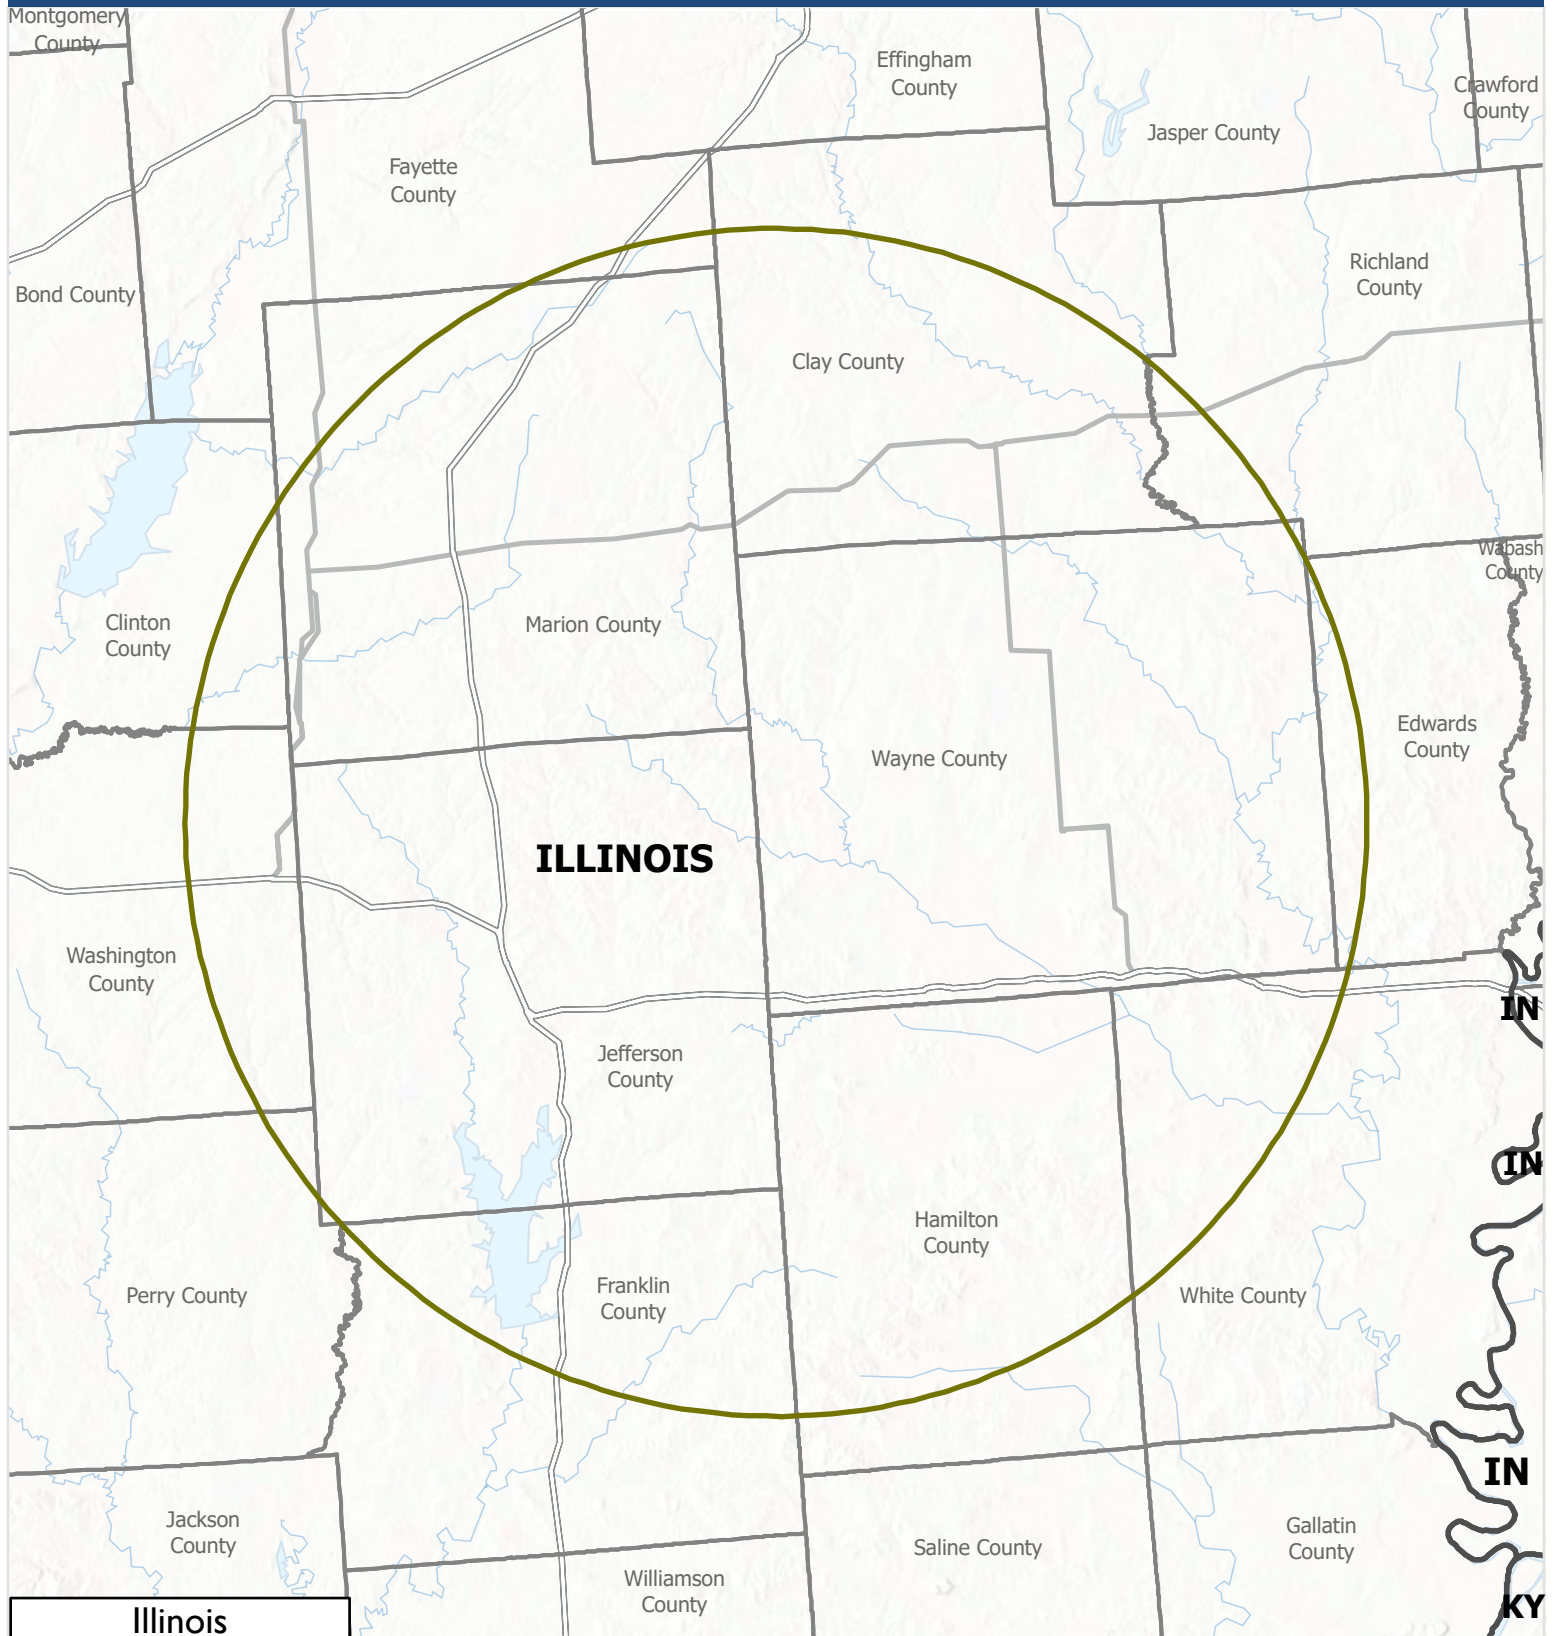 Montgomery
County
Effingham
County
Crawford
County
Jasper County
Fayette
County
Richland
County
Bond County
Clay County
Wabash
County
Clinton
County
Marion County
Edwards
County
Wayne County
ILLINOIS
Washington
County
IN
Jefferson
County
IN
Hamilton
County
Franklin
County
Perry County
White County
IN
Jackson
County
Gallatin
County
Saline County
Williamson
County
KY
Illinois